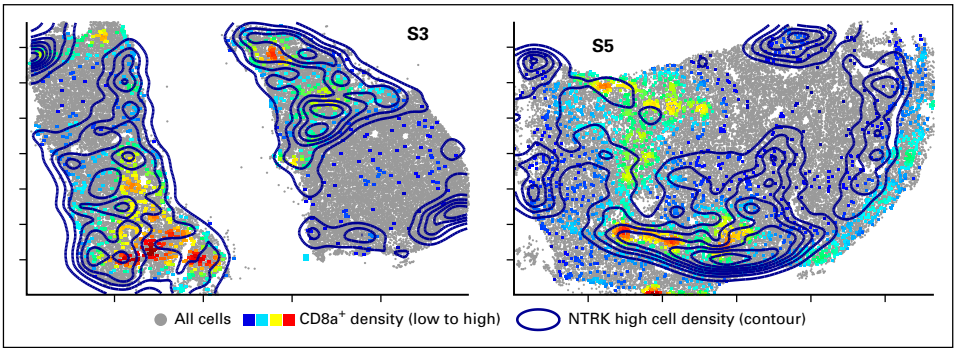 S3
S5
All cells
CD8a⁺ density (low to high)
NTRK high cell density (contour)